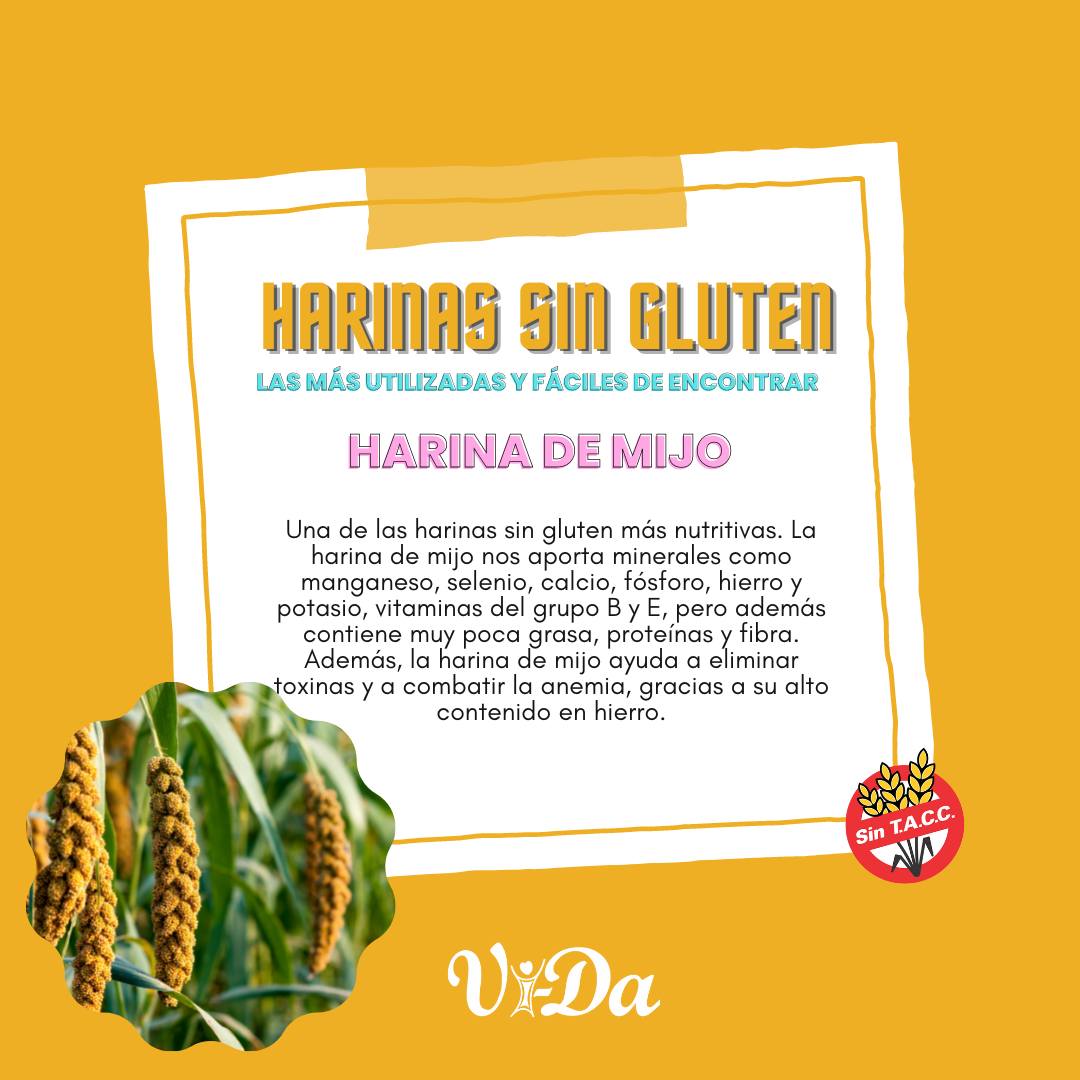 HARINAS SIN GLUTEN
LAS MÁS UTILIZADAS Y FÁCILES DE ENCONTRAR
HARINA DE MIJO
Una de las harinas sin gluten más nutritivas. La
harina de mijo nos aporta minerales como
manganeso, selenio, calcio, fósforo, hierro y
potasio, vitaminas del grupo B y E, pero además
contiene muy poca grasa, proteínas y fibra.
Además, la harina de mijo ayuda a eliminar
toxinas y a combatir la anemia, gracias a su alto
contenido en hierro.
Sin T.A.C.C.
Vi-Da